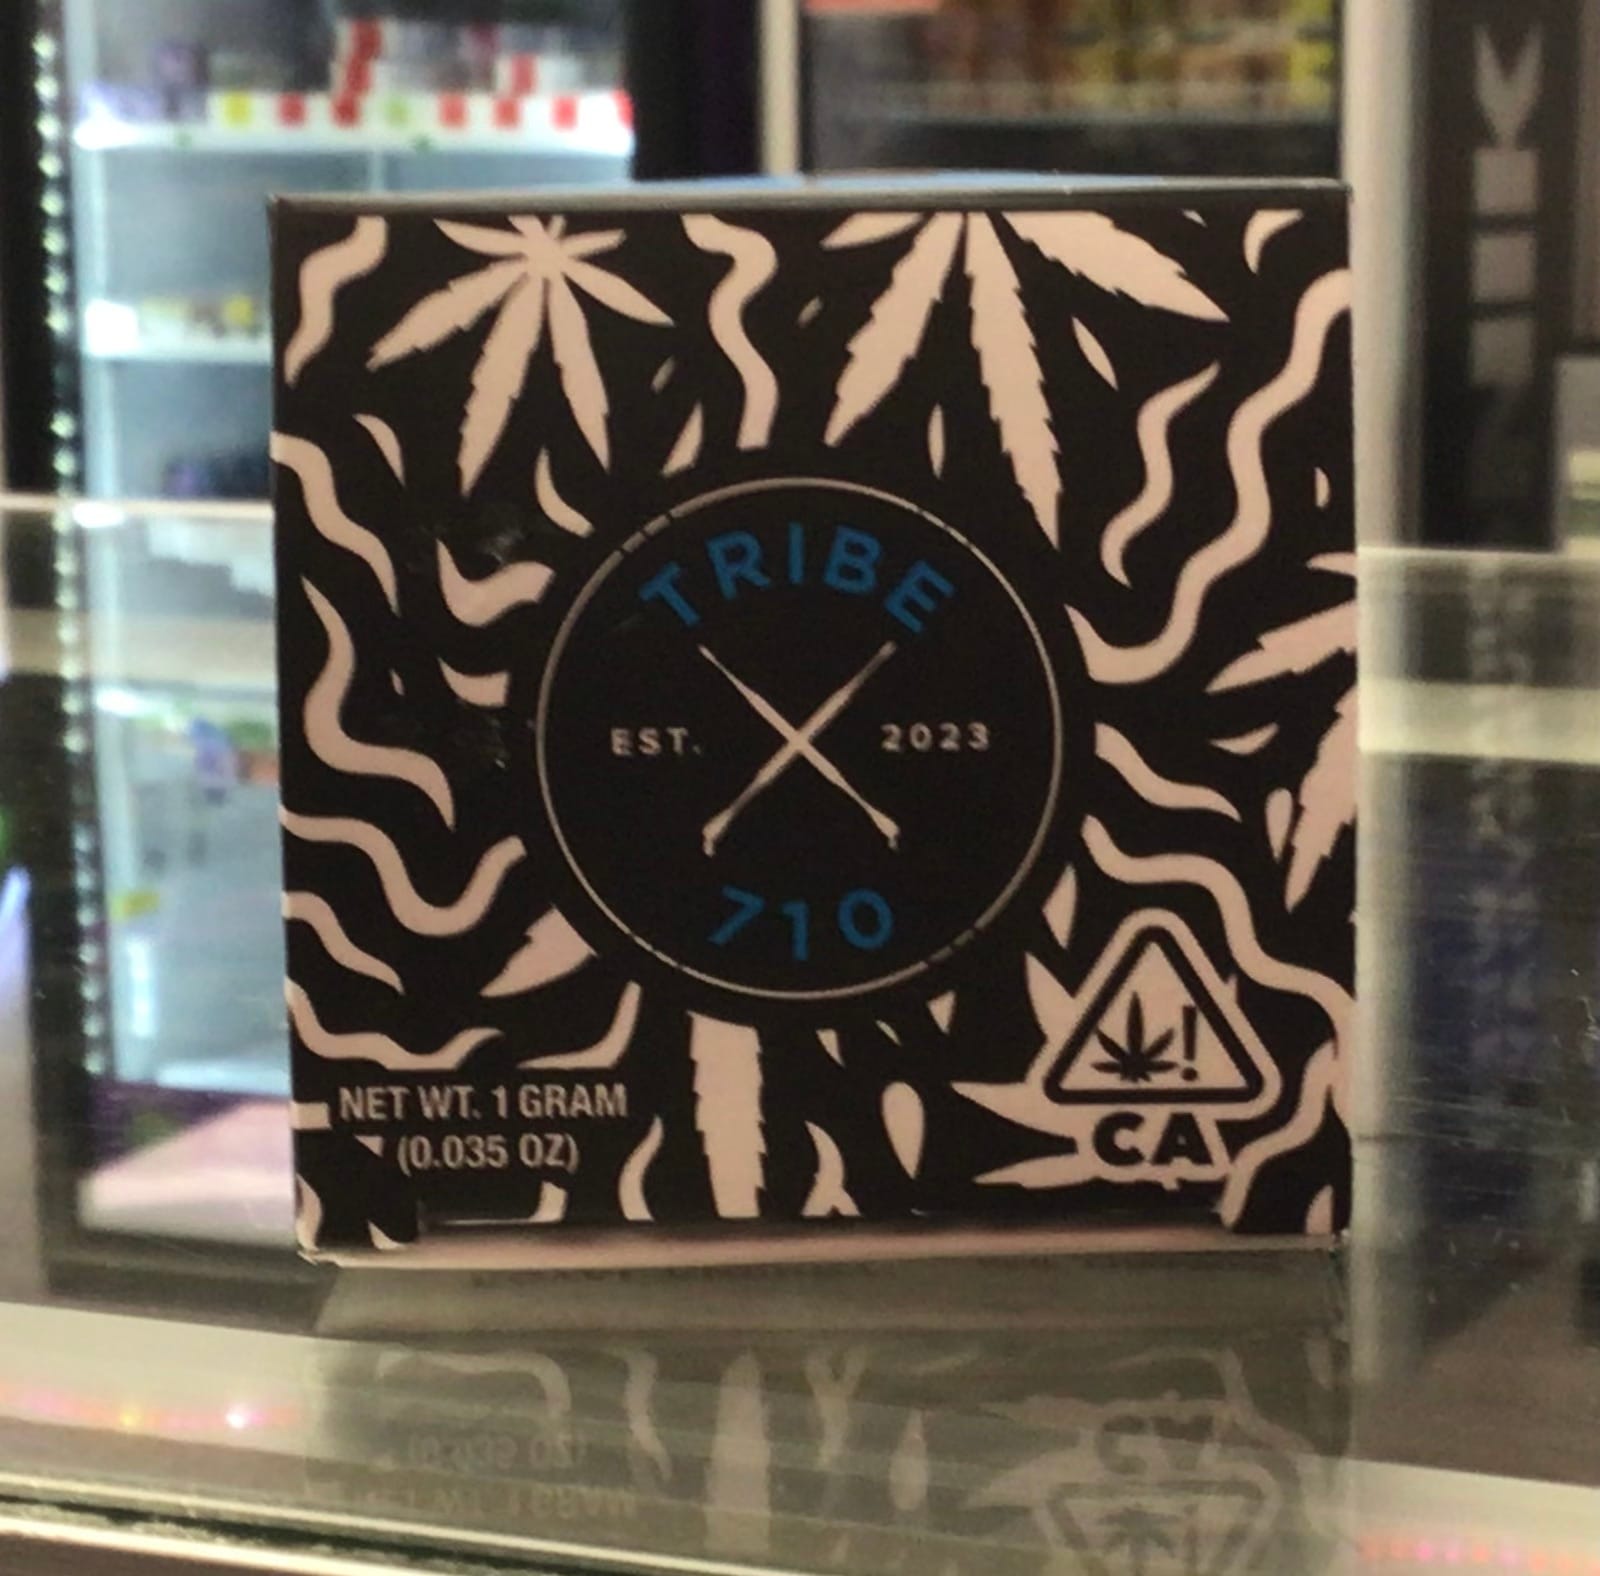 TRIBE
EST. 2023
710
NET WT. 1 GRAM
(0.035 OZ)
!
CA